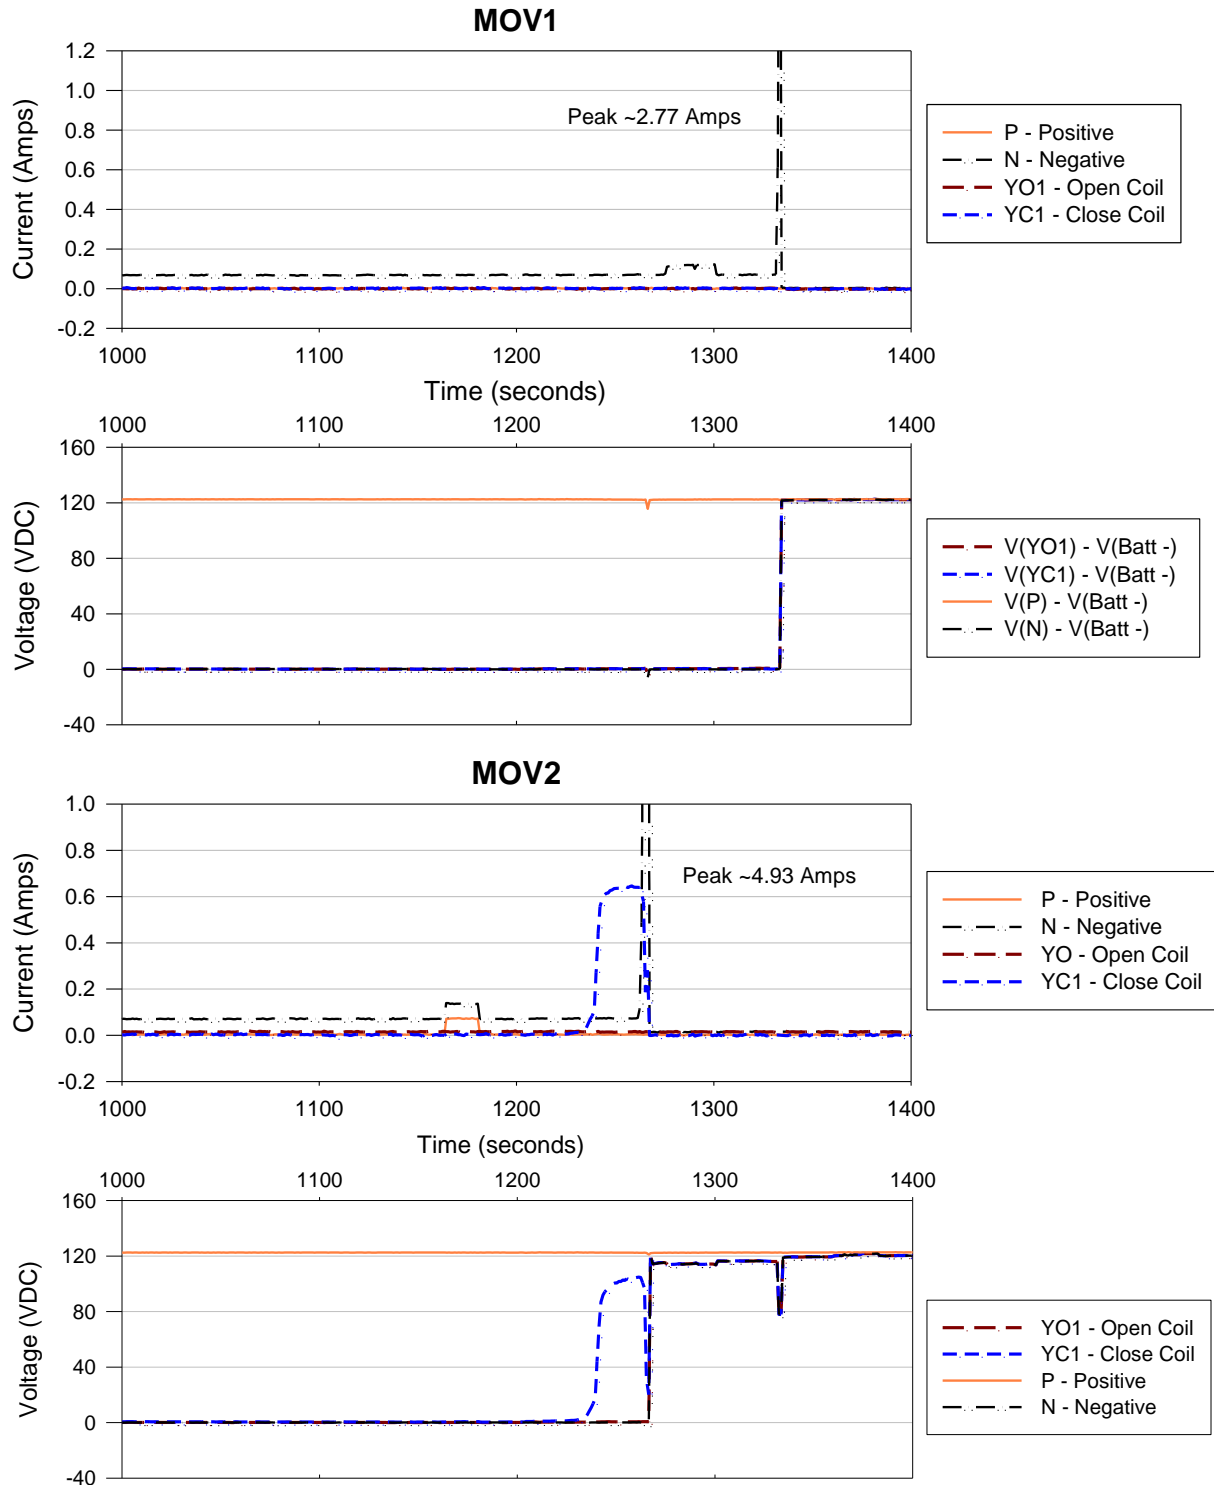 MOV1
1.2
1.0
0.8
0.6
0.4
0.2
0.0
-0.2
Current (Amps)
Peak ~2.77 Amps
1000 1100 1200 1300 1400
Time (seconds)
P - Positive
N - Negative
YO1 - Open Coil
YC1 - Close Coil
1000 1100 1200 1300 1400
160
120
80
40
0
-40
Voltage (VDC)
V(YO1) - V(Batt -)
V(YC1) - V(Batt -)
V(P) - V(Batt -)
V(N) - V(Batt -)
MOV2
1.0
0.8
0.6
0.4
0.2
0.0
-0.2
Current (Amps)
Peak ~4.93 Amps
1000 1100 1200 1300 1400
Time (seconds)
P - Positive
N - Negative
YO - Open Coil
YC1 - Close Coil
1000 1100 1200 1300 1400
160
120
80
40
0
-40
Voltage (VDC)
YO1 - Open Coil
YC1 - Close Coil
P - Positive
N - Negative